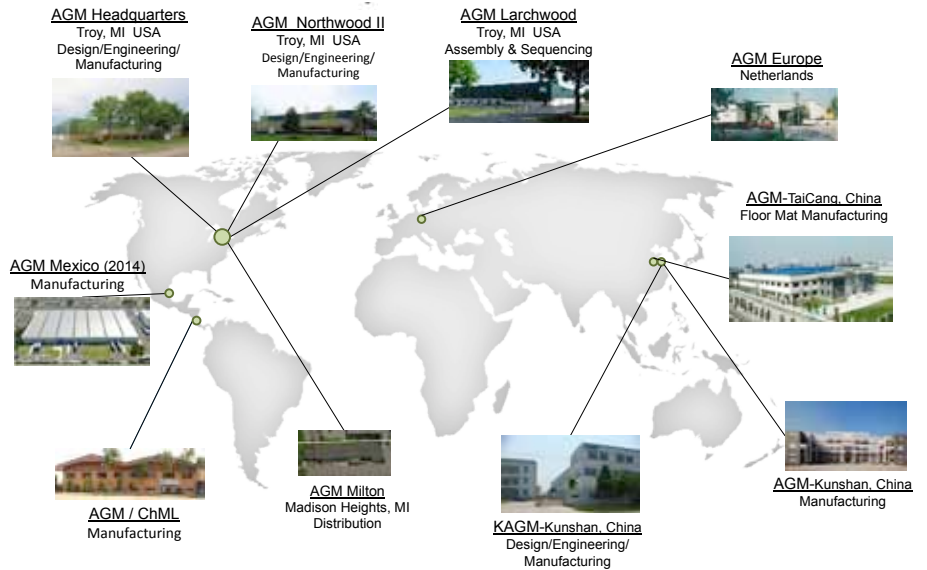 AGM Headquarters
Troy, MI  USA
Design/Engineering/
Manufacturing
AGM  Northwood II
Troy, MI  USA
Design/Engineering/
Manufacturing
AGM Larchwood
Troy, MI  USA
Assembly & Sequencing
AGM Europe
Netherlands
AGM-TaiCang, China
Floor Mat Manufacturing
AGM Mexico (2014)
Manufacturing
AGM / ChML
Manufacturing
AGM Milton
Madison Heights, MI
Distribution
KAGM-Kunshan, China
Design/Engineering/
Manufacturing
AGM-Kunshan, China
Manufacturing